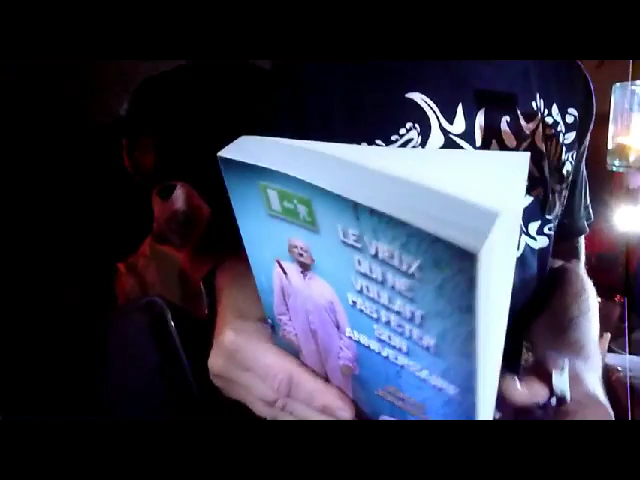 LE VIEUX
QUI NE
VOULAIT
PAS FÊTER
SON
ANNIVERSAIRE